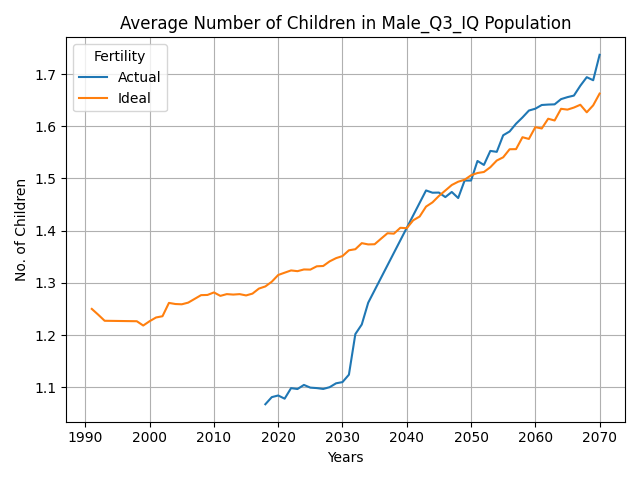 Average Number of Children in Male_Q3_IQ Population
Fertility
Actual
Ideal
No. of Children
1.7
1.6
1.5
1.4
1.3
1.2
1.1
1990 2000 2010 2020 2030 2040 2050 2060 2070
Years